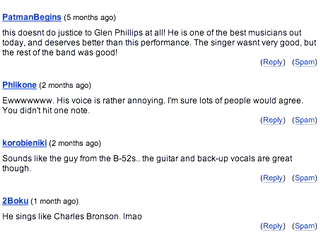 PatmanBegins (5 months ago)
this doesnt do justice to Glen Phillips at all! He is one of the best musicians out
today, and deserves better than this performance. The singer wasnt very good, but
the rest of the band was good!
(Reply) (Spam)
Phlikone (2 months ago)
Ewwwwwww. His voice is rather annoying. I'm sure lots of people would agree.
You didn't hit one note.
(Reply) (Spam)
korobieniki (2 months ago)
Sounds like the guy from the B-52s.. the guitar and back-up vocals are great
though.
(Reply) (Spam)
2Boku (1 month ago)
He sings like Charles Bronson. lmao
(Reply) (Spam)